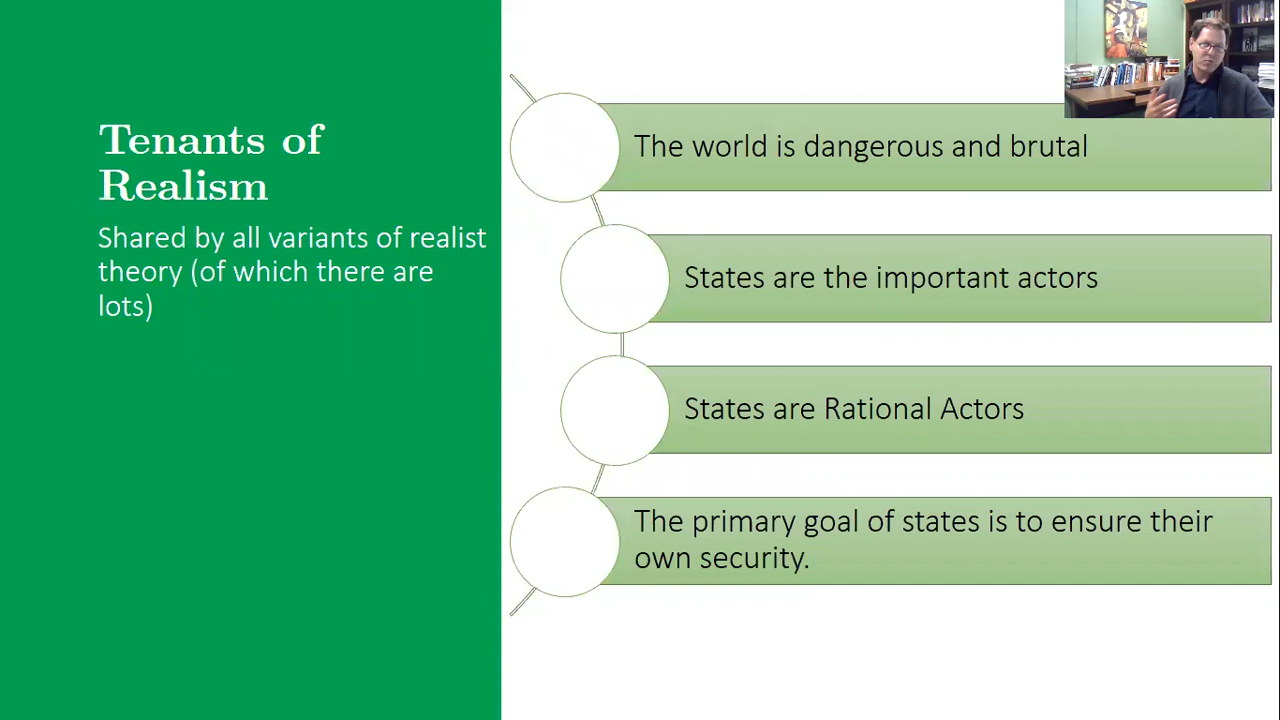 Tenants of
Realism
Shared by all variants of realist
theory (of which there are
lots)
The world is dangerous and brutal
States are the important actors
States are Rational Actors
The primary goal of states is to ensure their
own security.